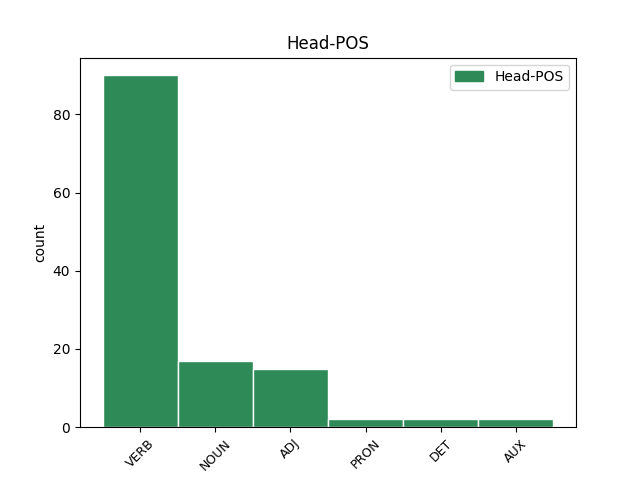 Head-POS
Head-POS
count
80
60
40
20
0
VERB
NOUN
ADJ
PRON
DET
AUX